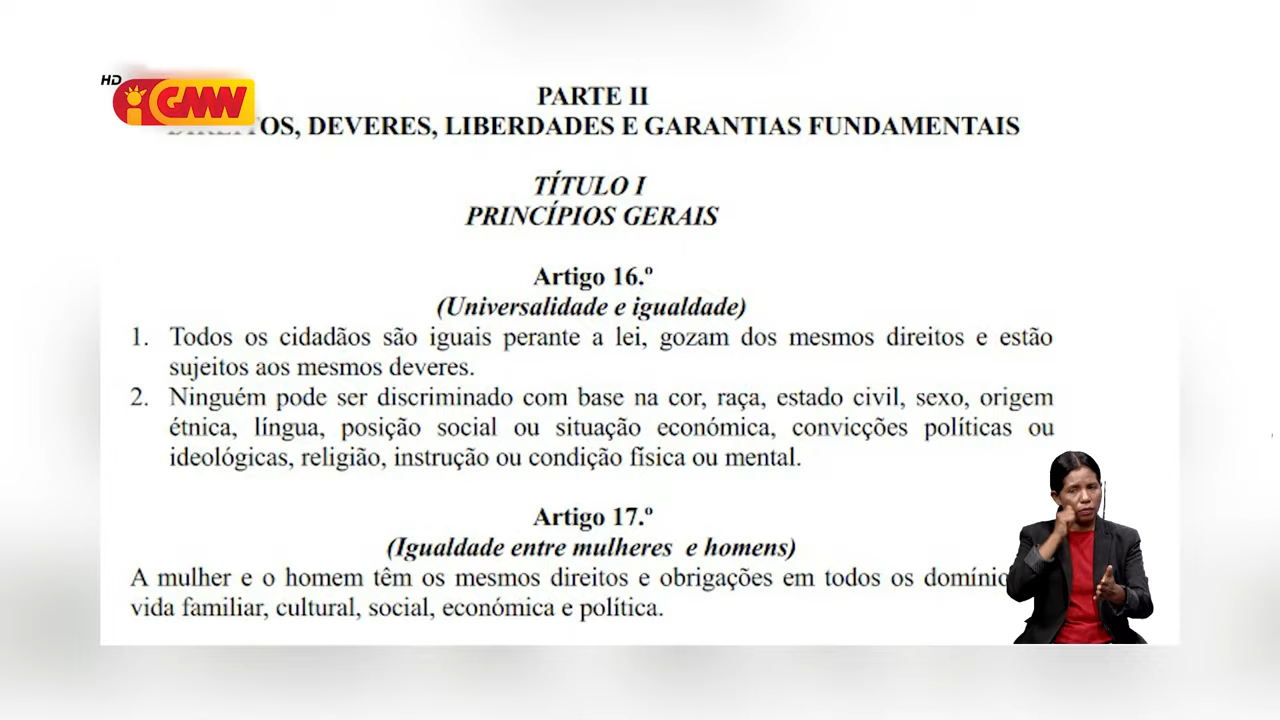 HD
GMW
PARTE II
OS, DEVERES, LIBERDADES E GARANTIAS FUNDAMENTAIS
TÍTULO I
PRINCÍPIOS GERAIS
Artigo 16.º
(Universalidade e igualdade)
1. Todos os cidadãos são iguais perante a lei, gozam dos mesmos direitos e estão
sujeitos aos mesmos deveres.
2. Ninguém pode ser discriminado com base na cor, raça, estado civil, sexo, origem
étnica, língua, posição social ou situação económica, convicções políticas ou
ideológicas, religião, instrução ou condição física ou mental.
Artigo 17.º
(Igualdade entre mulheres e homens)
A mulher e o homem têm os mesmos direitos e obrigações em todos os domínio
vida familiar, cultural, social, económica e política.